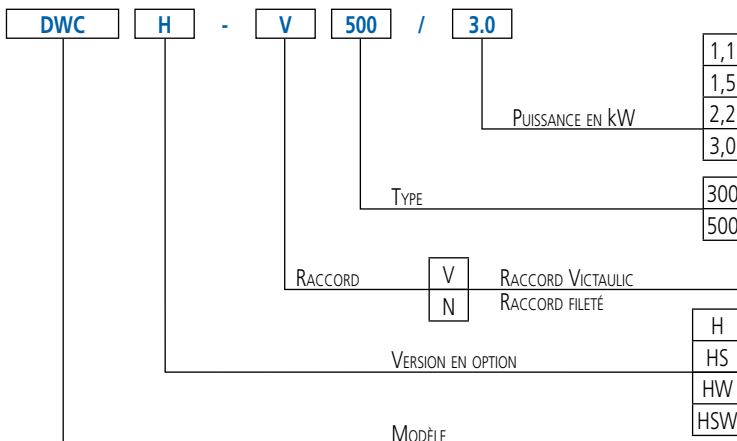 DWC H - V 500 / 3.0
1,1
1,5
Puissance en kW 2,2
3,0
Type 300
500
Raccord V Raccord Victaulic
N Raccord fileté
H
Version en option HS
HW
HSW
Modèle